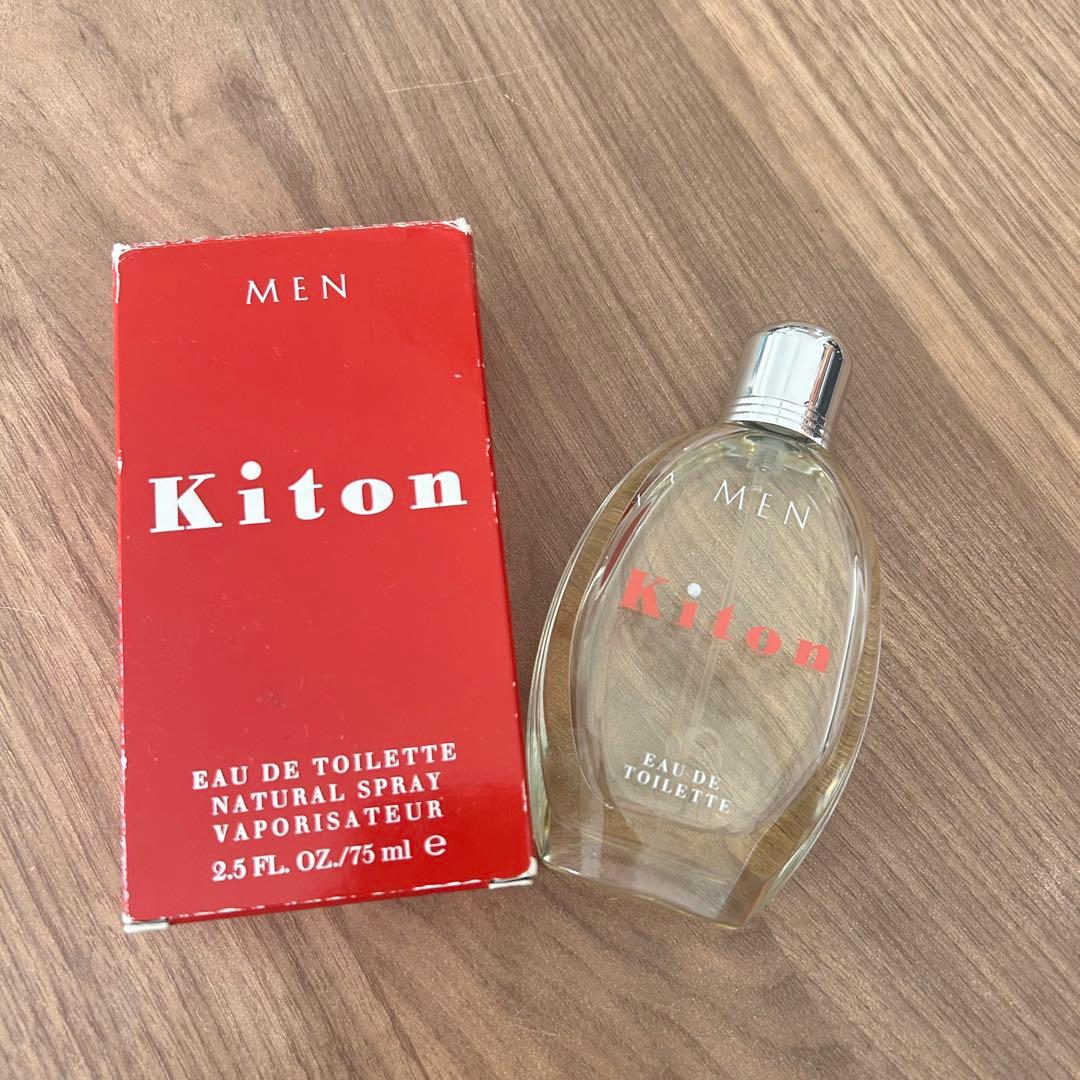 MEN
Kiton
EAU DE TOILETTE
NATURAL SPRAY
VAPORISATEUR
2.5 FL. OZ./75 ml e
MEN
Kiton
EAU DE
TOILETTE